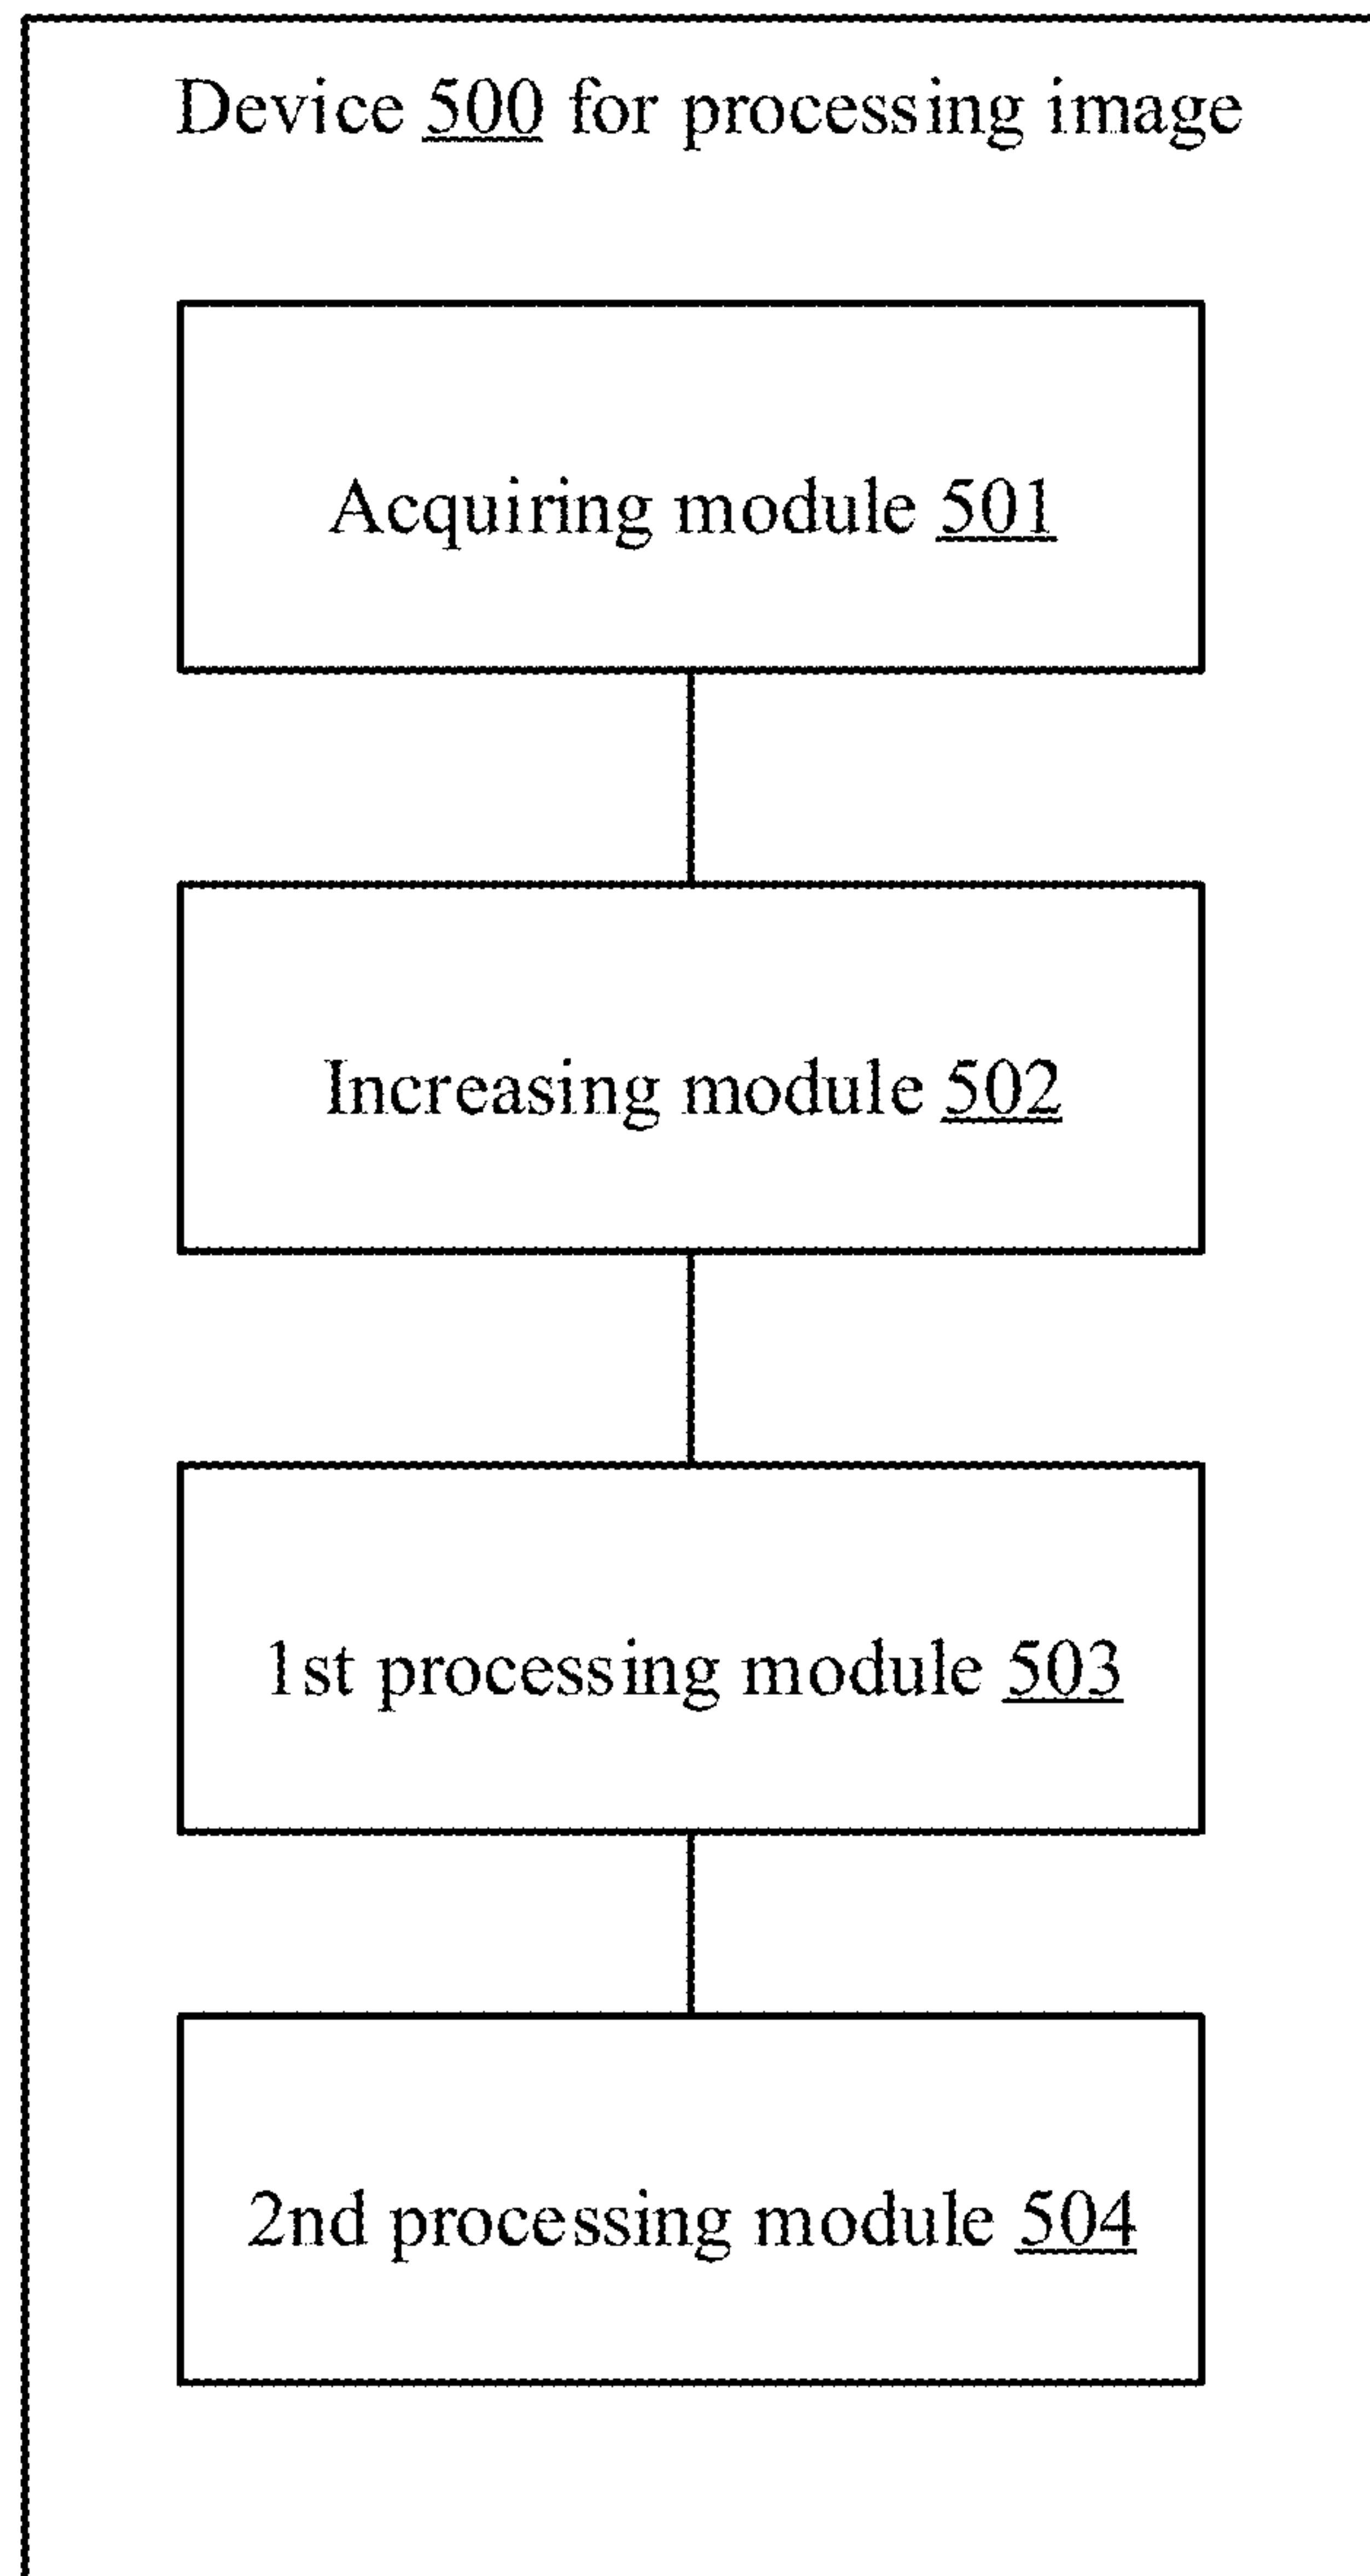 Device 500 for processing image
Acquiring module 501
Increasing module 502
1st processing module 503
2nd processing module 504